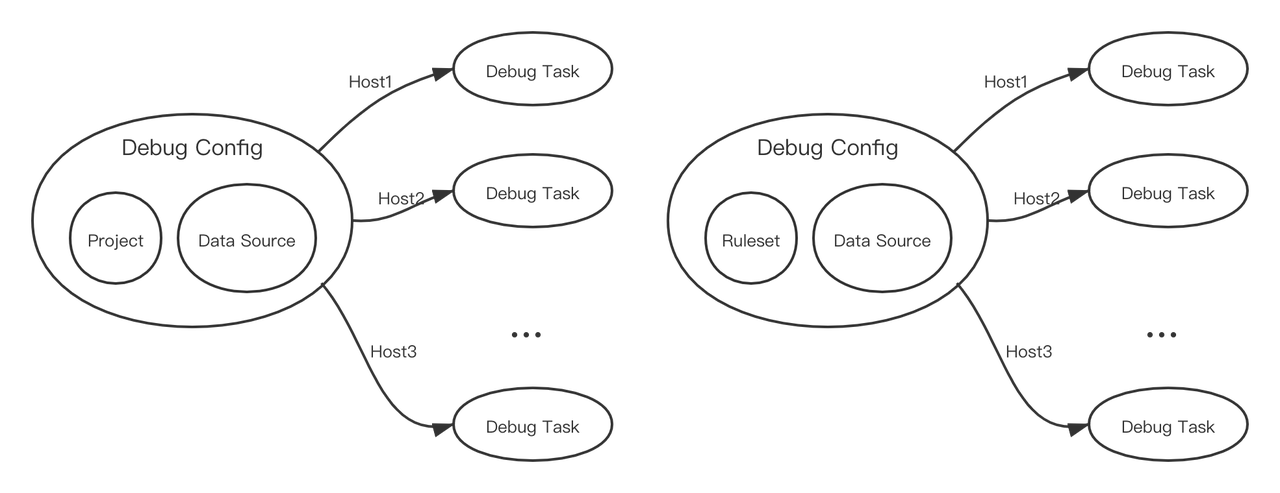 Debug Task
Host1
Debug Config
Host2
Debug Task
Project
Data Source
...
Host3
Debug Task
Debug Task
Host1
Debug Config
Host2
Debug Task
Ruleset
Data Source
...
Host3
Debug Task